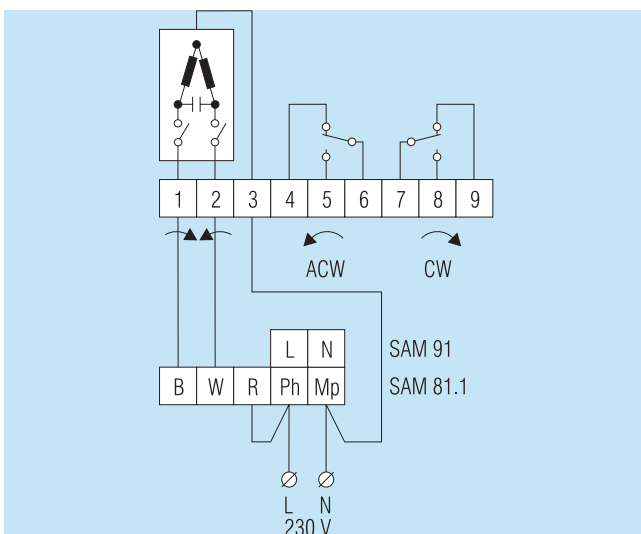 1 2 3 4 5 6 7 8 9
ACW CW
L N SAM 91
B W R Ph Mp SAM 81.1
L N
230 V